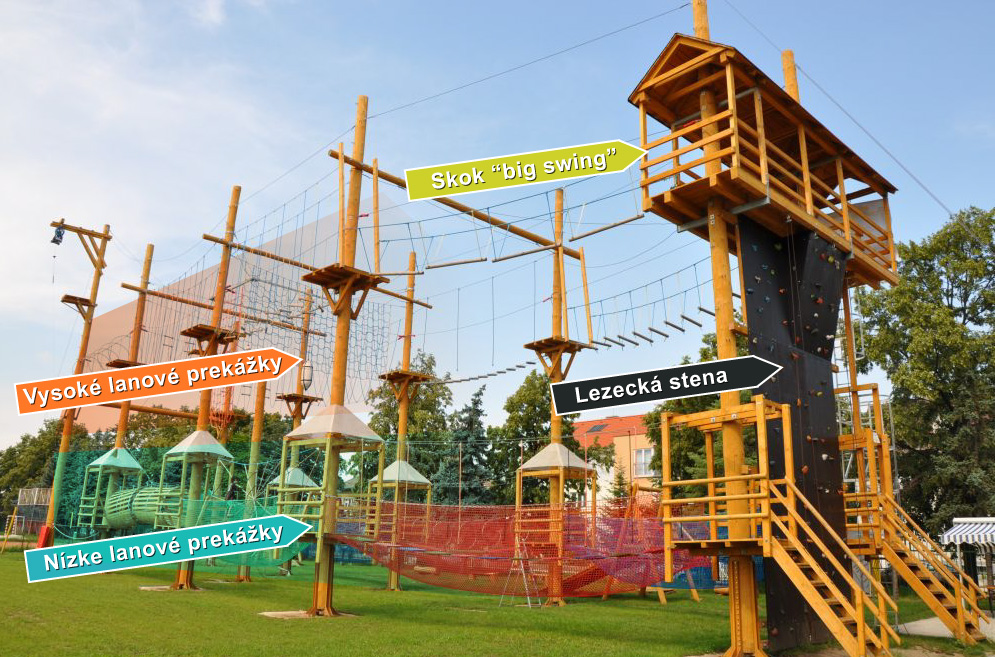 Skok “big swing”
Vysoké lanové prekážky
Lezecká stena
Nízke lanové prekážky